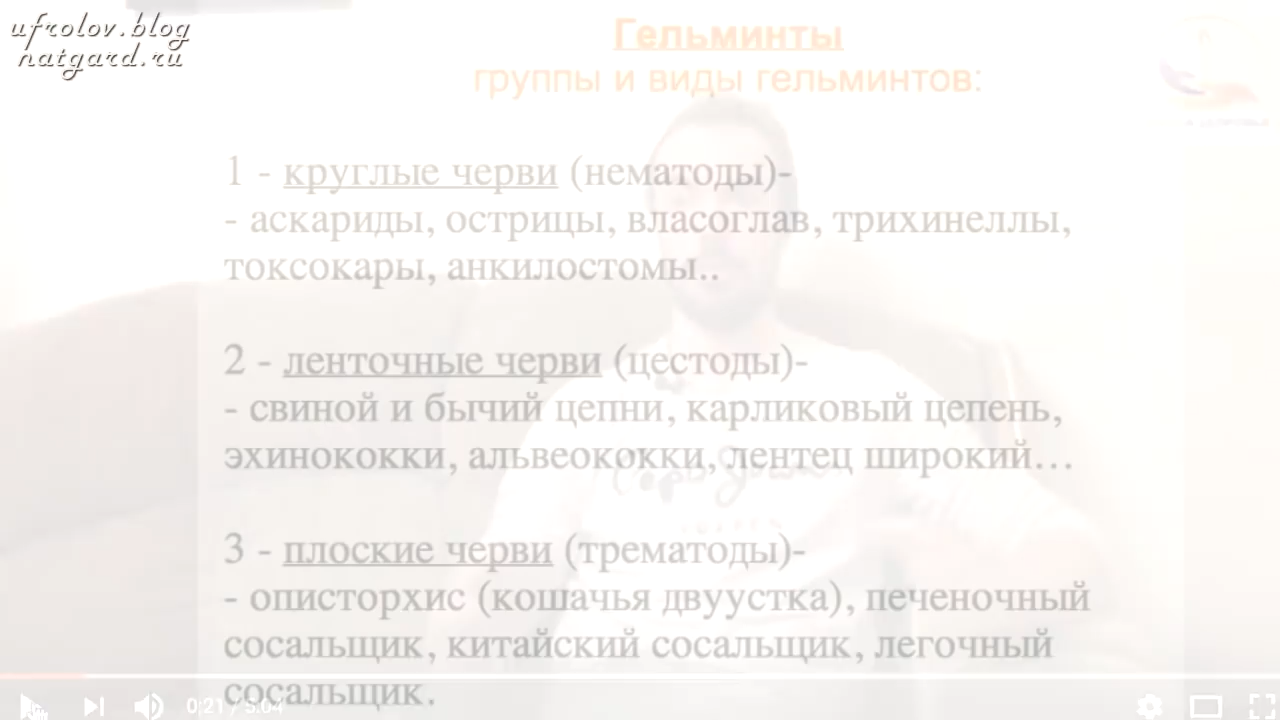 ufrolov.blog
natgard.ru
Гельминты
группы и виды гельминтов:
1 - круглые черви (нематоды)-
- аскариды, острицы, власоглав, трихинеллы,
токсокары, анкилостомы..
2 - ленточные черви (цестоды)-
- свиной и бычий цепни, карликовый цепень,
эхинококки, альвеококки, лентец широкий...
3 - плоские черви (трематоды)-
- описторхис (кошачья двуустка), печеночный
сосальщик, китайский сосальщик, легочный
сосальщик.
0:21 / 5:04